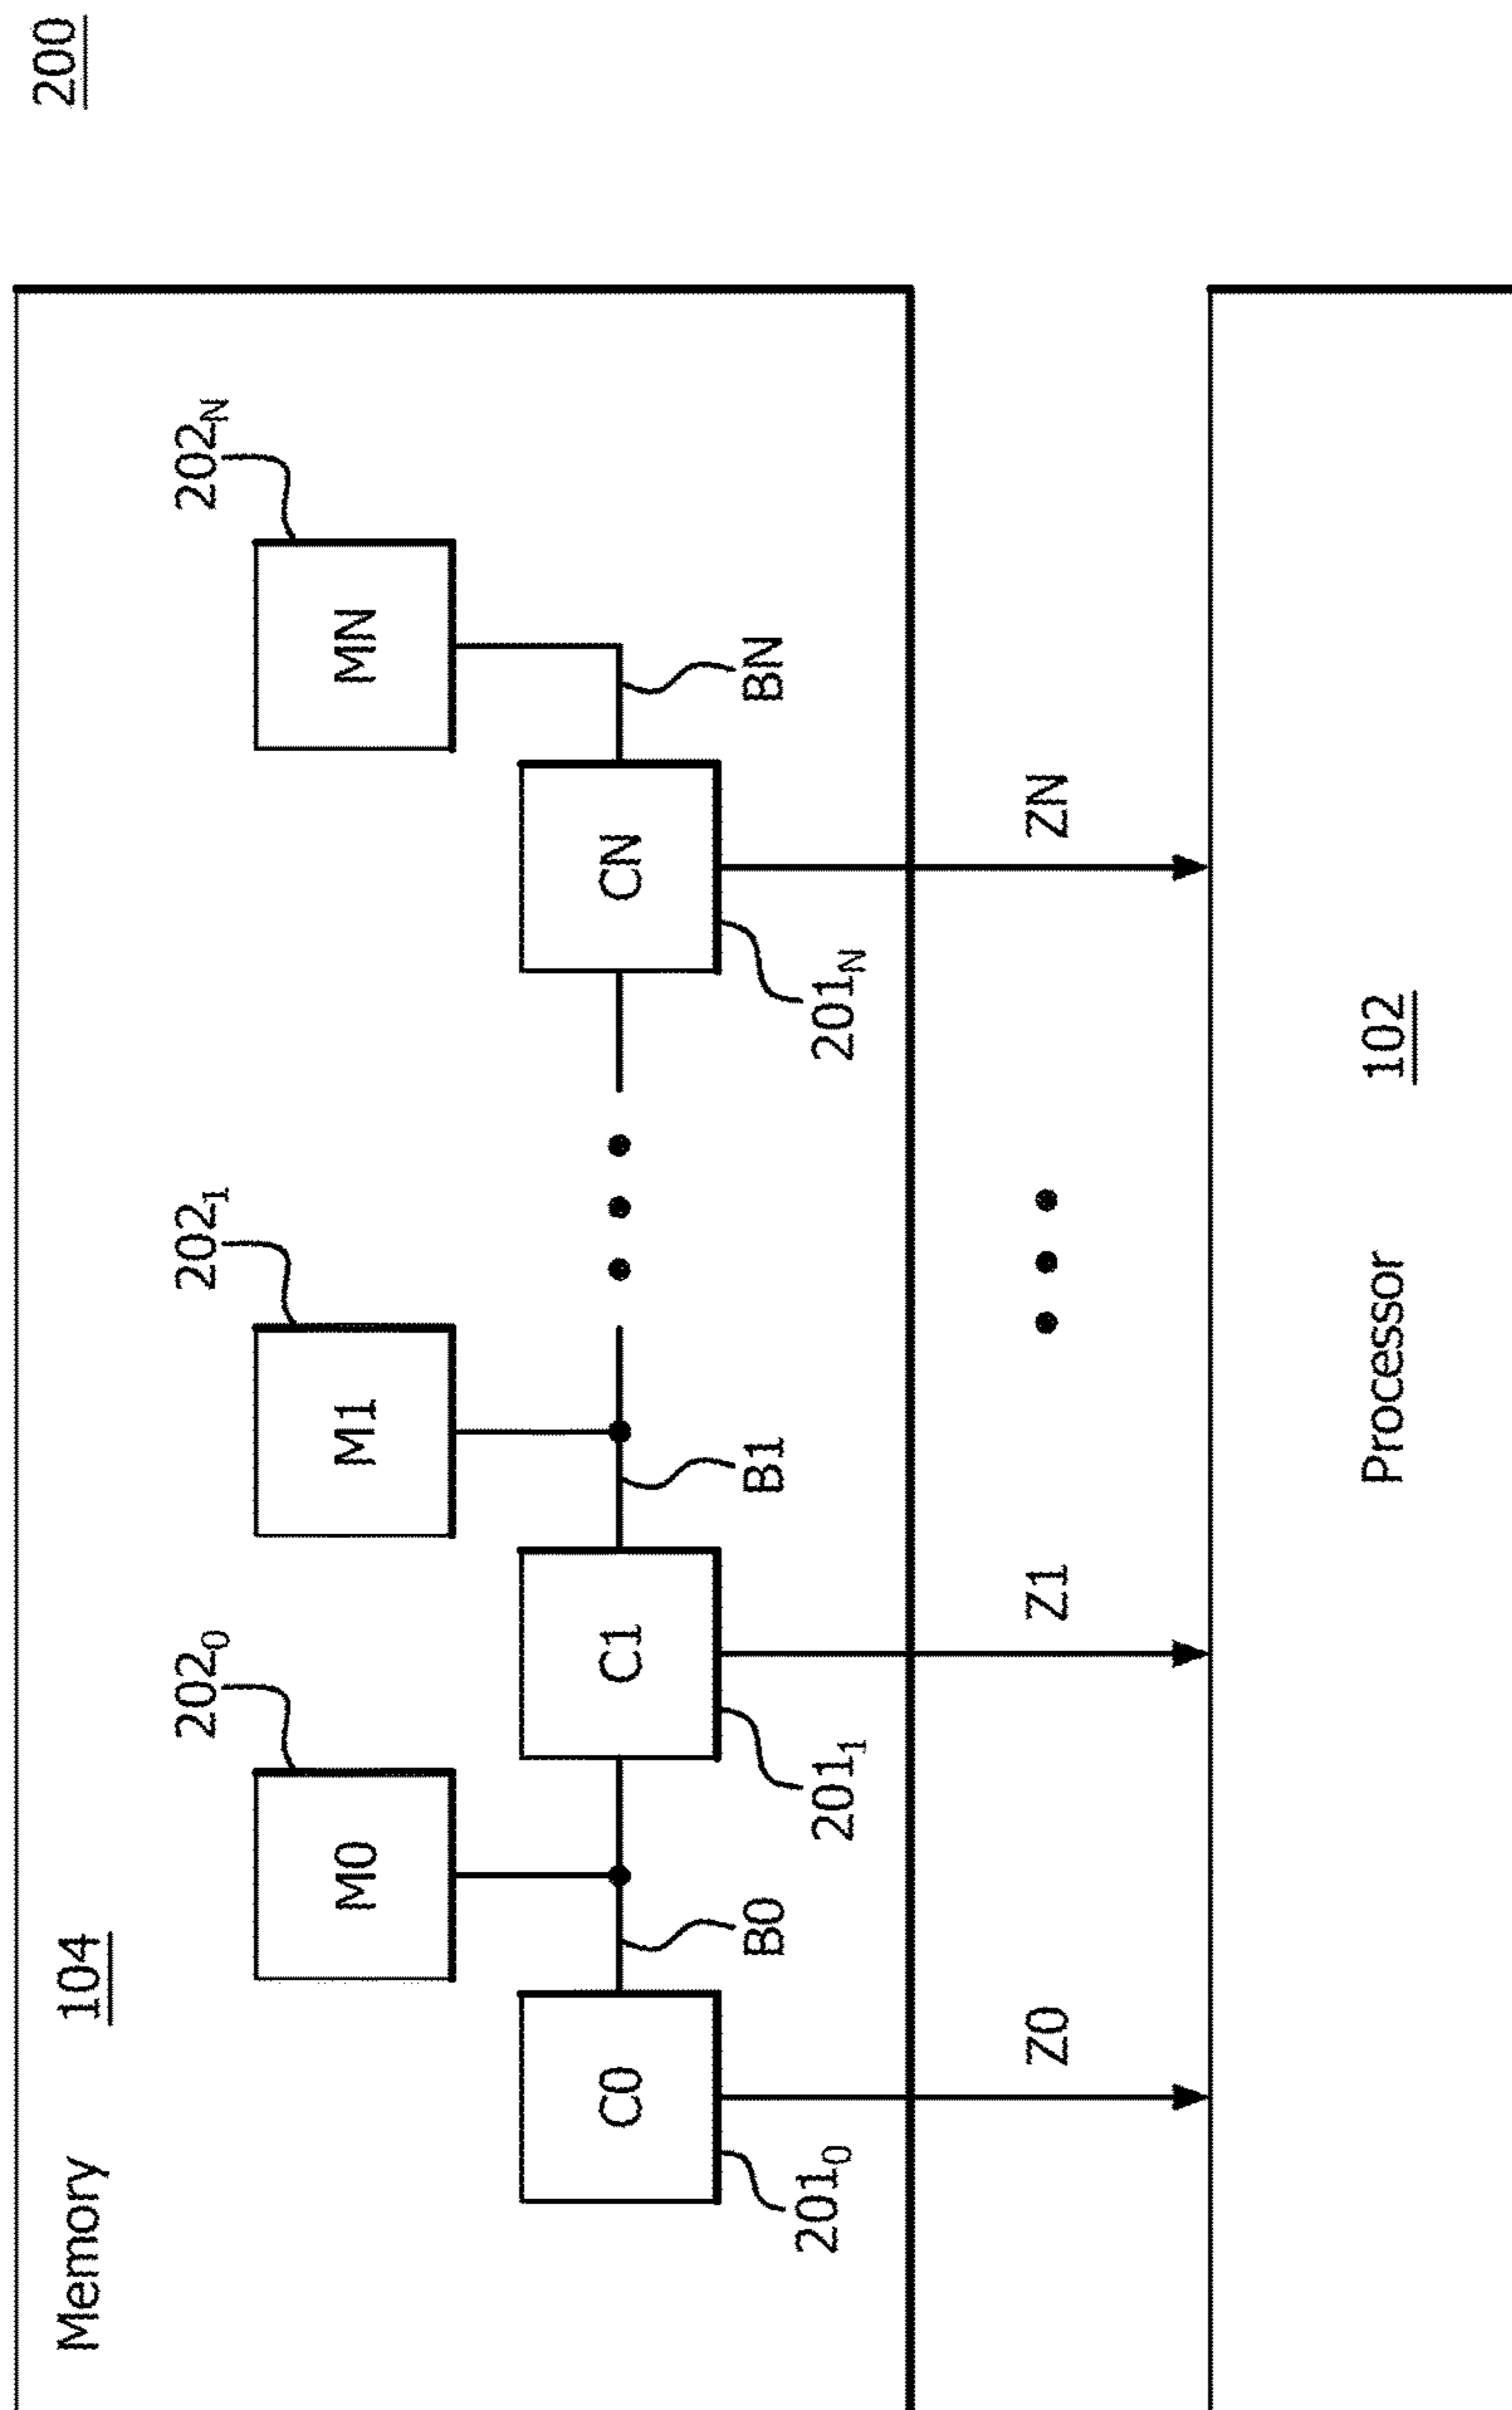 200
Memory 104
202₀ 202₁ 202N
M0 M1 MN
C0 C1 CN
B0 B1 BN
201₀ 201₁ 201N
Z0 Z1 ZN
Processor 102